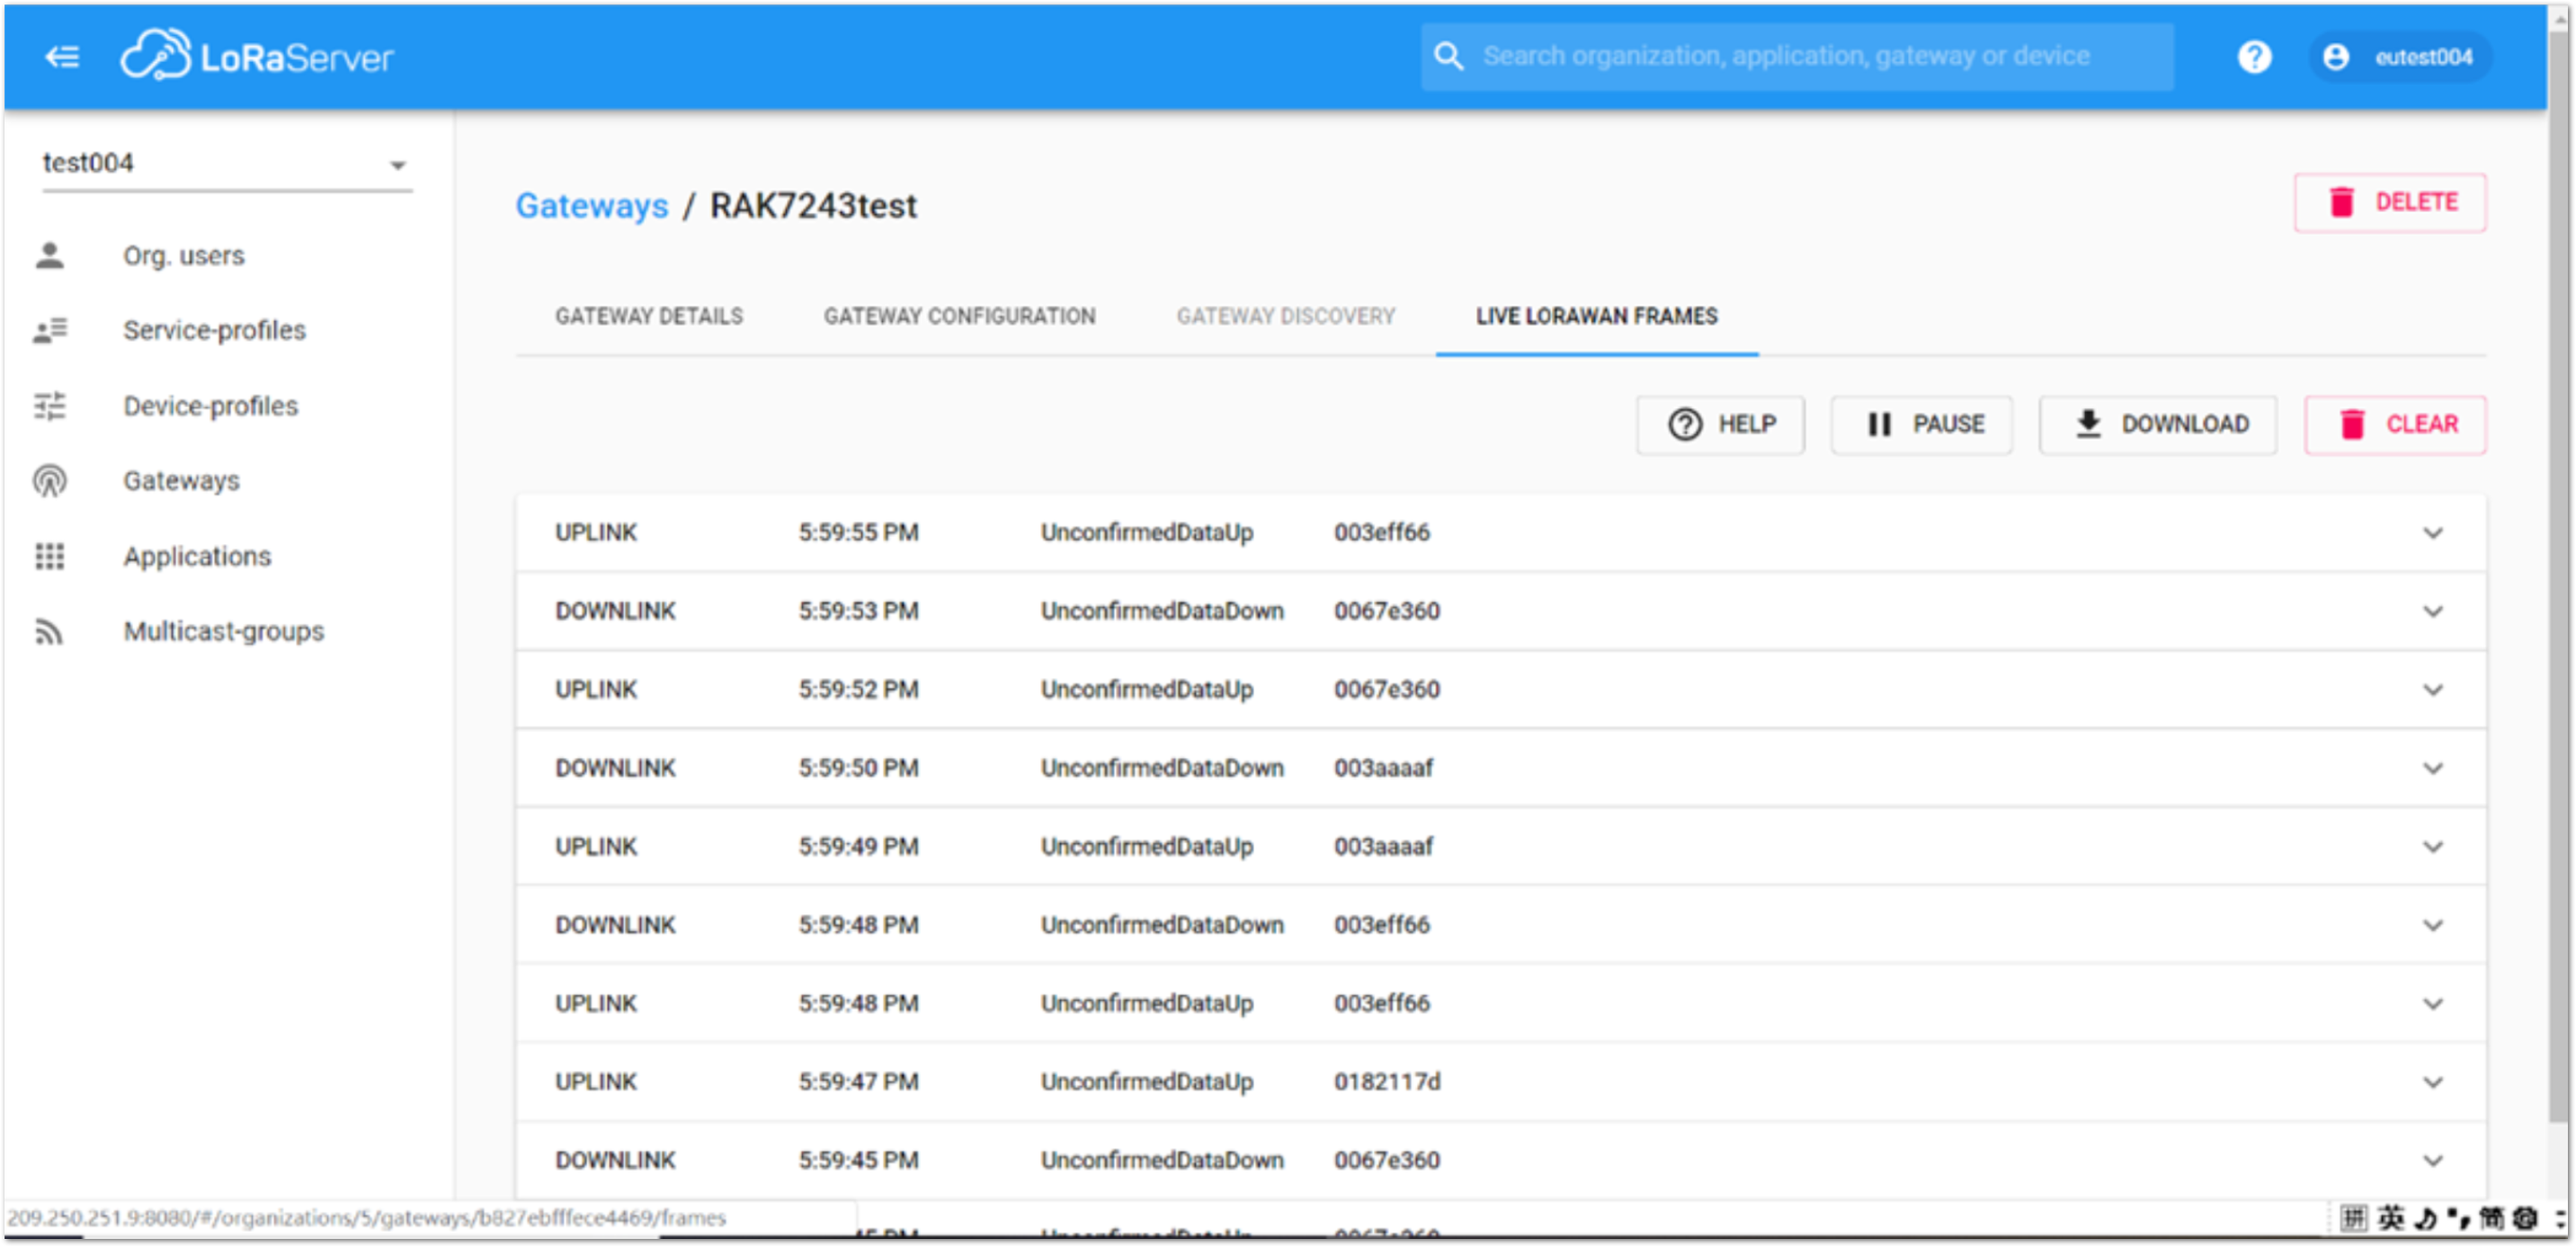 LoRaServer
Search organization, application, gateway or device
? eutest004
test004
Org. users
Service-profiles
Device-profiles
Gateways
Applications
Multicast-groups
Gateways / RAK7243test
DELETE
GATEWAY DETAILS GATEWAY CONFIGURATION GATEWAY DISCOVERY LIVE LORAWAN FRAMES
? HELP PAUSE DOWNLOAD CLEAR
UPLINK 5:59:55 PM UnconfirmedDataUp 003eff66
DOWNLINK 5:59:53 PM UnconfirmedDataDown 0067e360
UPLINK 5:59:52 PM UnconfirmedDataUp 0067e360
DOWNLINK 5:59:50 PM UnconfirmedDataDown 003aaaaf
UPLINK 5:59:49 PM UnconfirmedDataUp 003aaaaf
DOWNLINK 5:59:48 PM UnconfirmedDataDown 003eff66
UPLINK 5:59:48 PM UnconfirmedDataUp 003eff66
UPLINK 5:59:47 PM UnconfirmedDataUp 0182117d
DOWNLINK 5:59:45 PM UnconfirmedDataDown 0067e360
209.250.251.9:8080/#/organizations/5/gateways/b827ebfffece4469/frames
拼 英 简